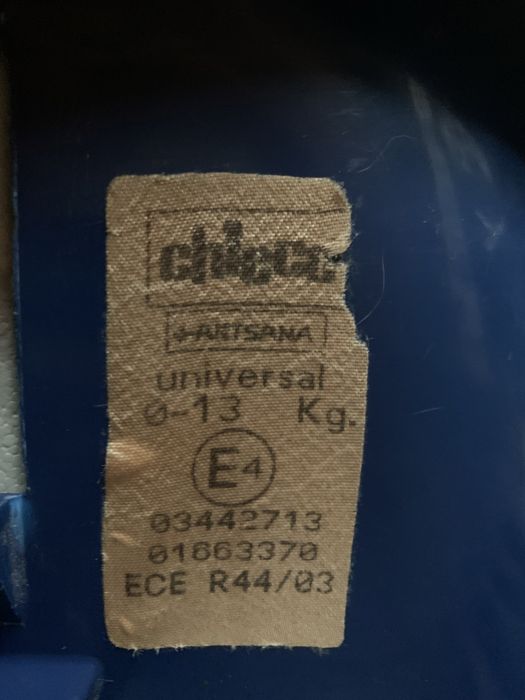 chicco
ARTSANA
universal
0-13 Kg.
E4
03442713
01663370
ECE R44/03